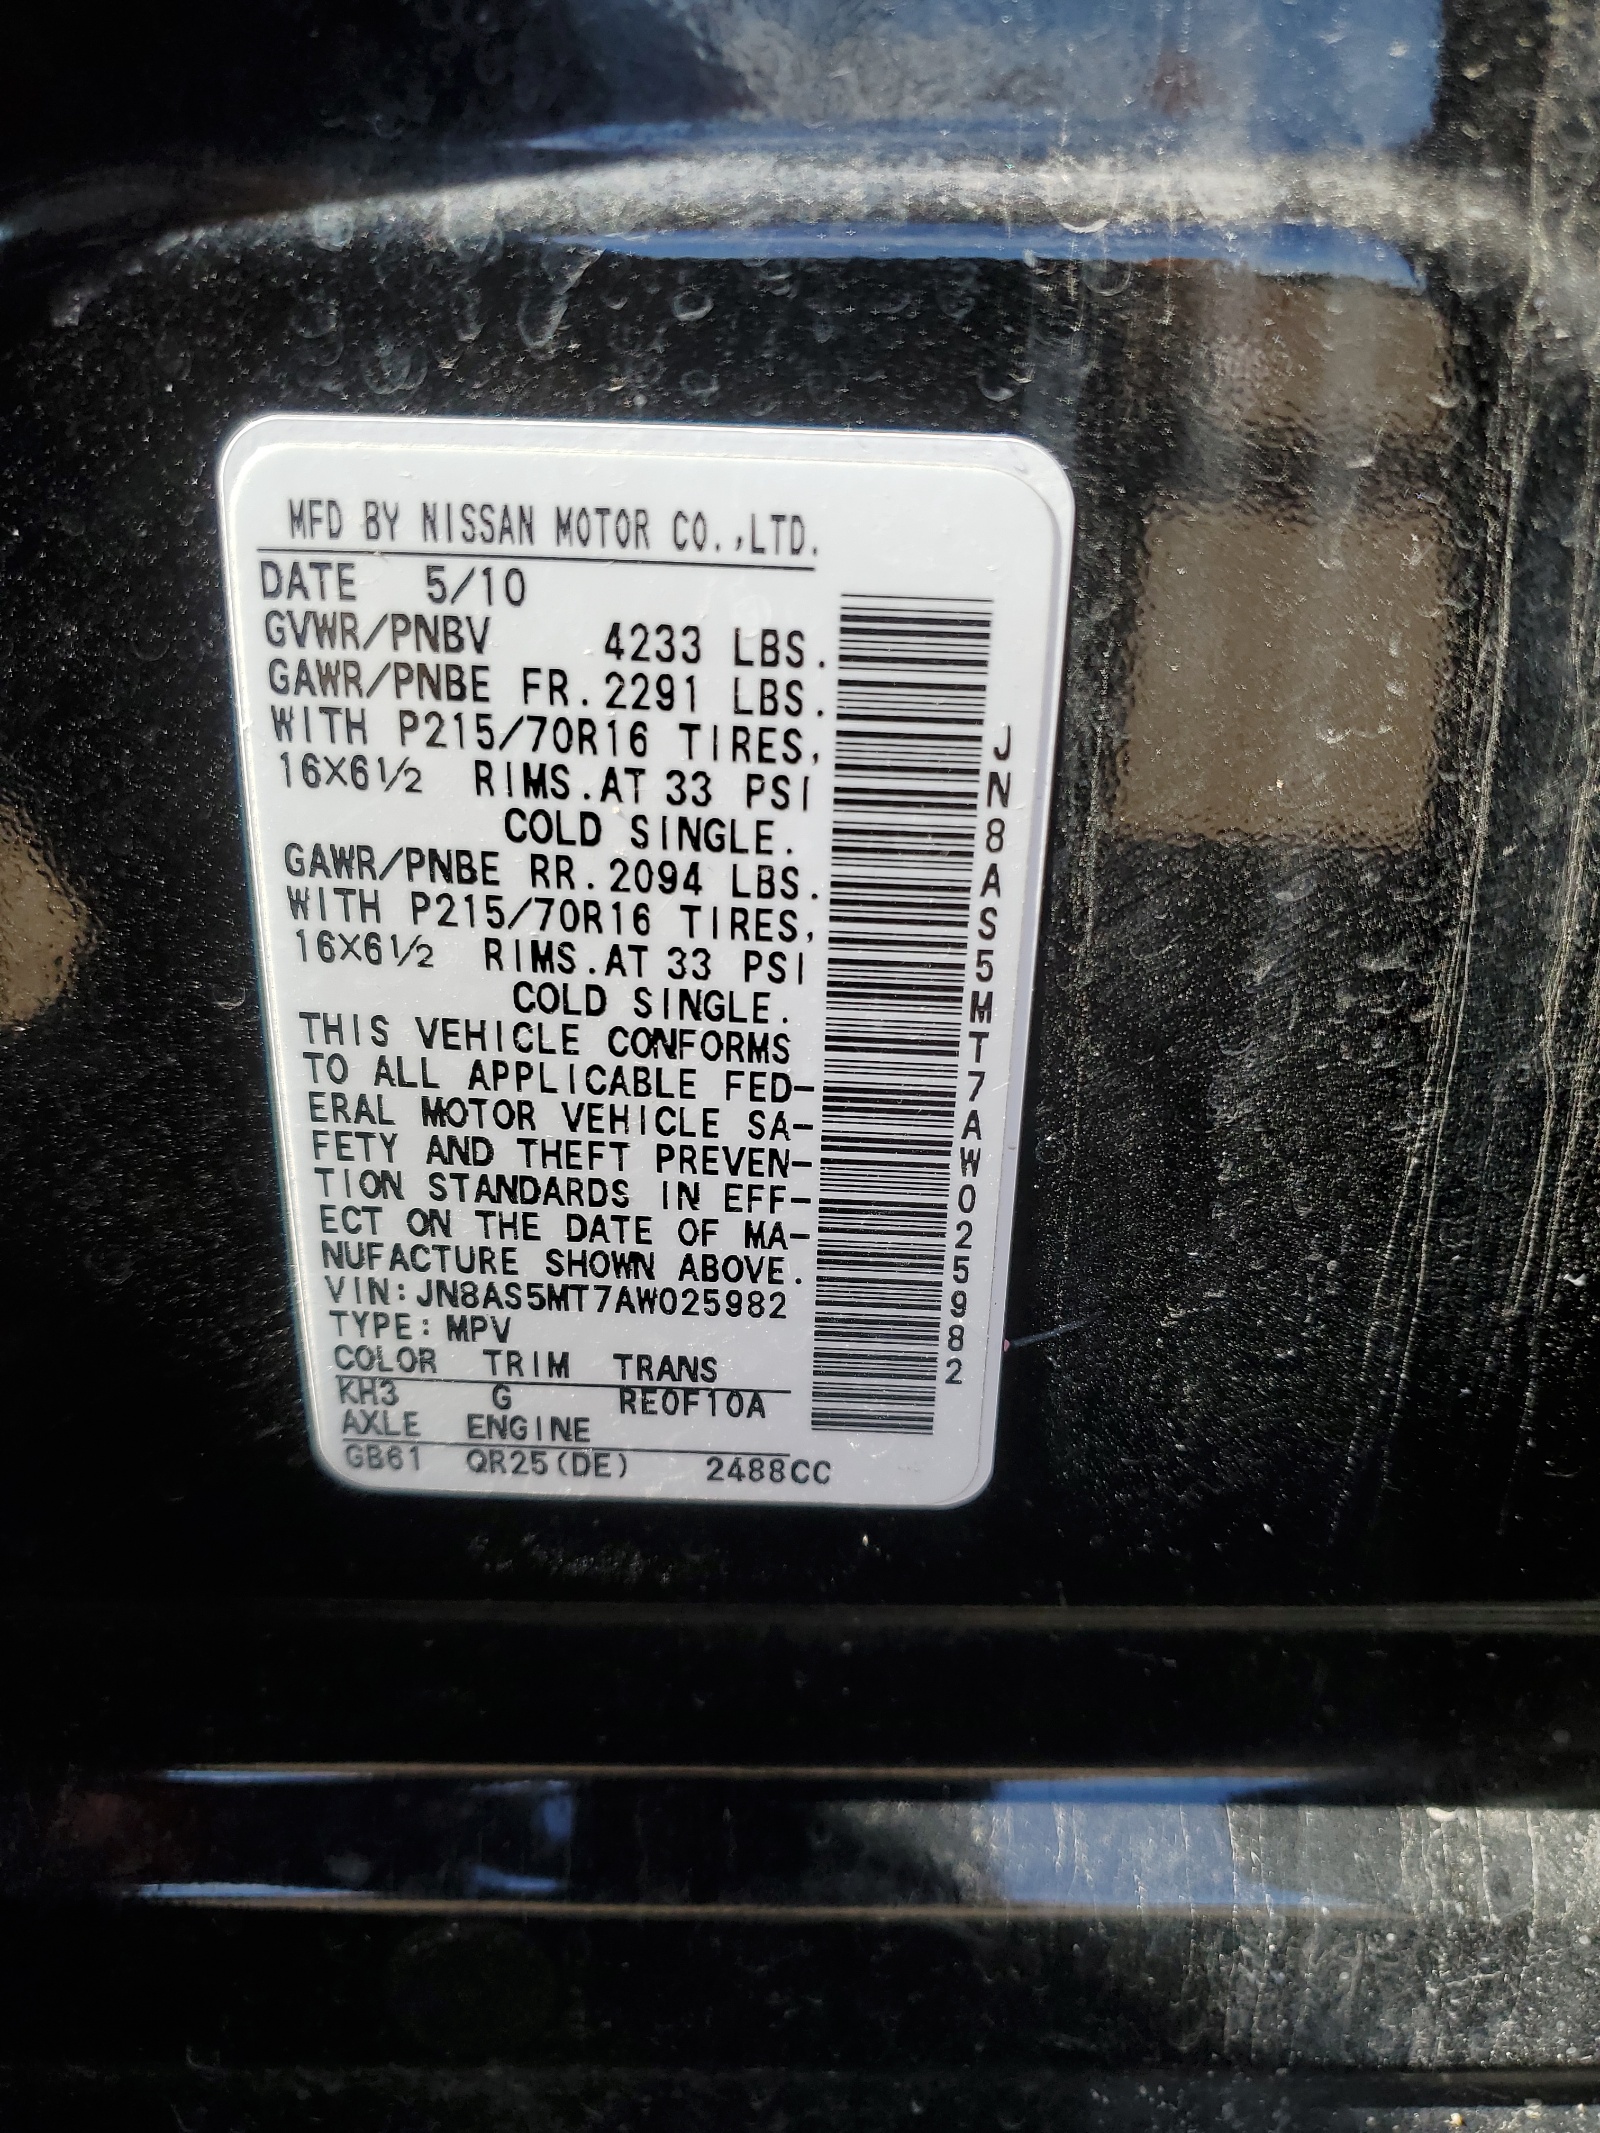 MFD BY NISSAN MOTOR CO.,LTD.
DATE 5/10
GVWR/PNBV 4233 LBS.
GAWR/PNBE FR.2291 LBS.
WITH P215/70R16 TIRES,
16X6 1/2 RIMS.AT 33 PSI
COLD SINGLE.
GAWR/PNBE RR.2094 LBS.
WITH P215/70R16 TIRES,
16X6 1/2 RIMS.AT 33 PSI
COLD SINGLE.
THIS VEHICLE CONFORMS
TO ALL APPLICABLE FED-
ERAL MOTOR VEHICLE SA-
FETY AND THEFT PREVEN-
TION STANDARDS IN EFF-
ECT ON THE DATE OF MA-
NUFACTURE SHOWN ABOVE.
VIN:JN8AS5MT7AW025982
TYPE:MPV
COLOR TRIM TRANS
KH3 G RE0F10A
AXLE ENGINE
GB61 QR25(DE) 2488CC
JN8AS5MT7AW025982